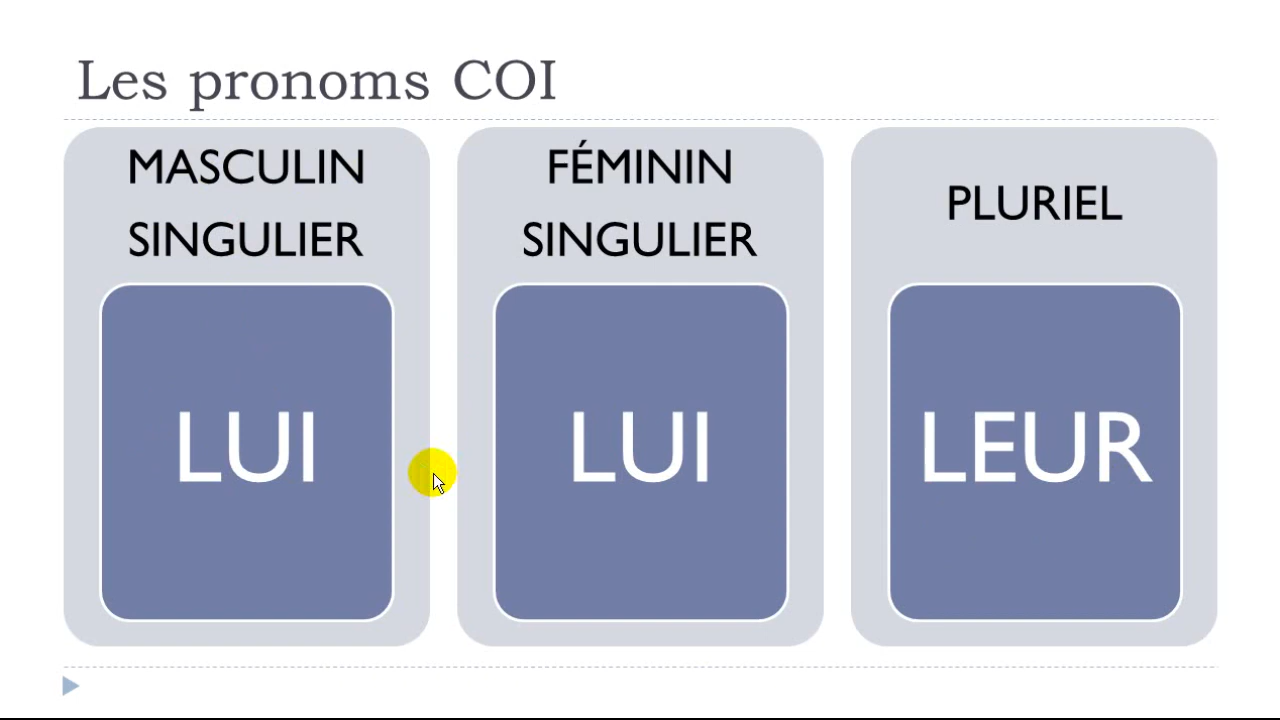 Les pronoms COI
MASCULIN
SINGULIER
LUI
FÉMININ
SINGULIER
LUI
PLURIEL
LEUR